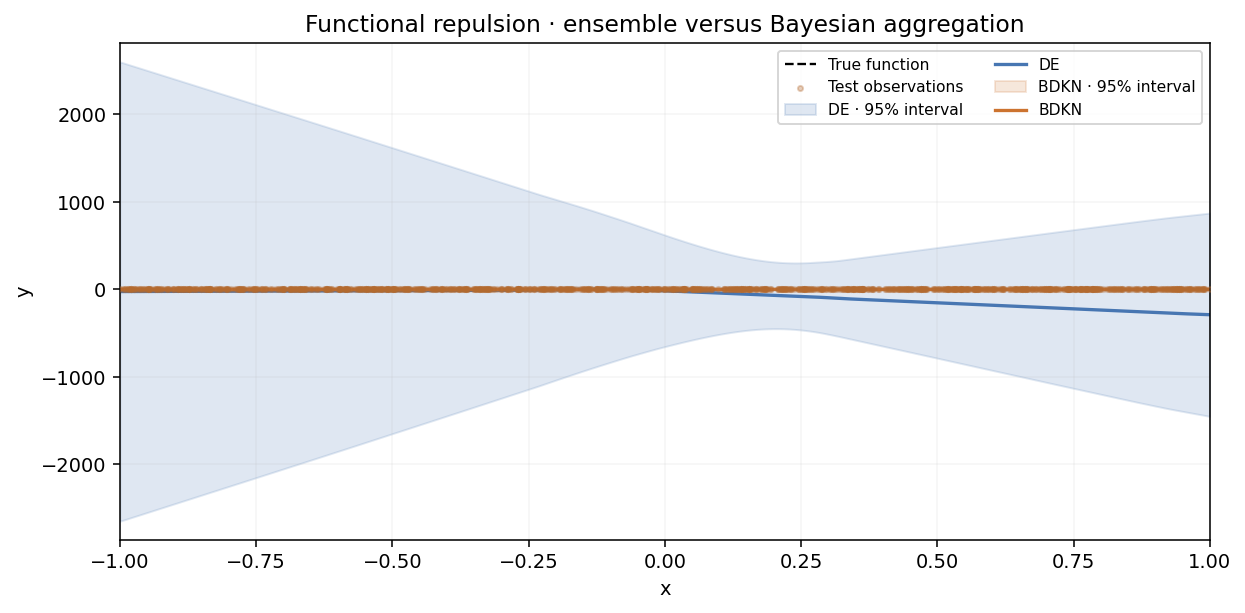 Functional repulsion · ensemble versus Bayesian aggregation
True function
Test observations
DE · 95% interval
DE
BDKN · 95% interval
BDKN
y
2000
1000
0
−1000
−2000
−1.00 −0.75 −0.50 −0.25 0.00 0.25 0.50 0.75 1.00
x